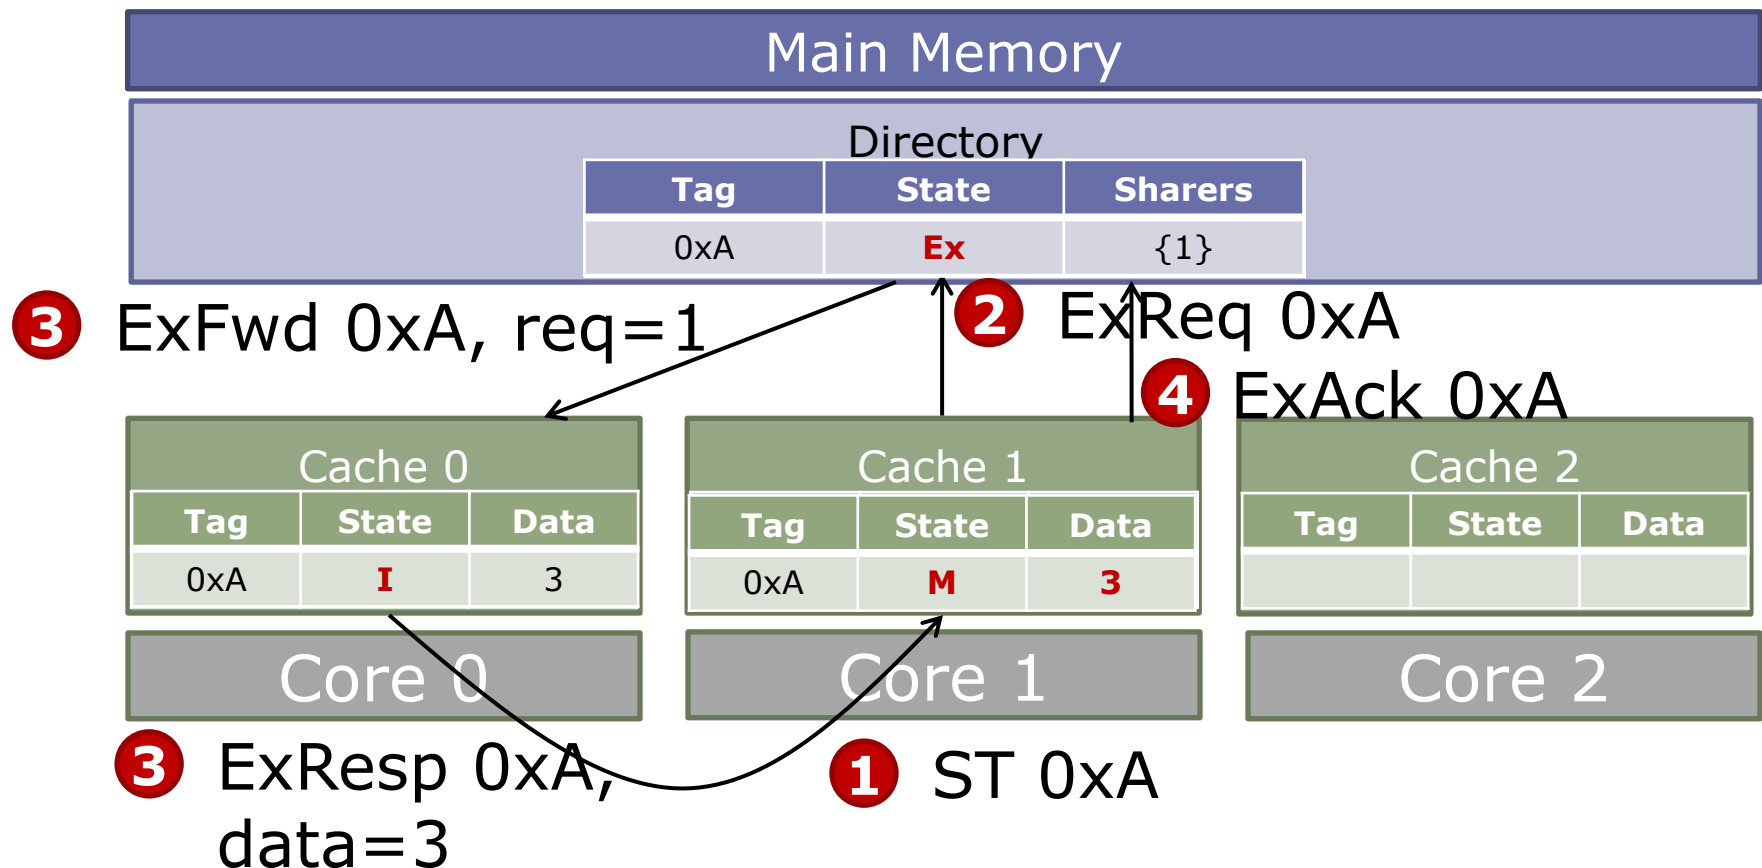 Main Memory
Directory
Tag State Sharers
0xA Ex {1}
3 ExFwd 0xA, req=1
2 ExReq 0xA
4 ExAck 0xA
Cache 0
Tag State Data
0xA I 3
Cache 1
Tag State Data
0xA M 3
Cache 2
Tag State Data
Core 0
Core 1
Core 2
3 ExResp 0xA,
data=3
1 ST 0xA